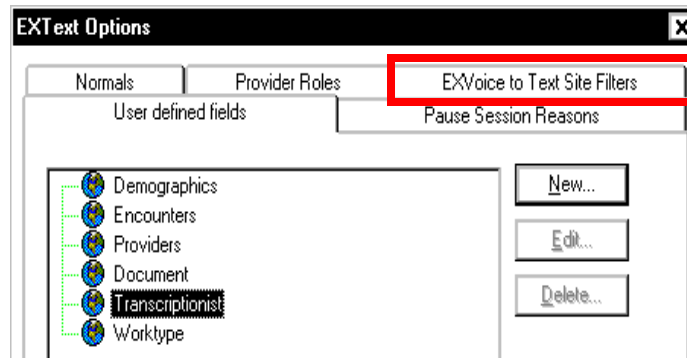 EXText Options
Normals Provider Roles EXVoice to Text Site Filters
User defined fields Pause Session Reasons
Demographics
Encounters
Providers
Document
Transcriptionist
Worktype
New...
Edit...
Delete...